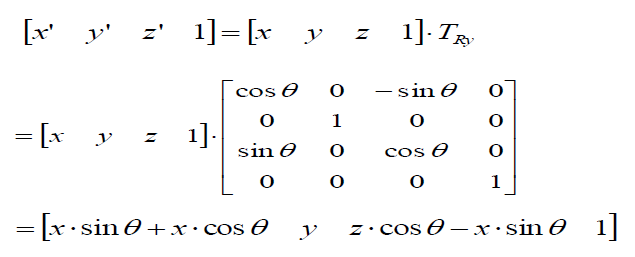 [x' y' z' 1] = [x y z 1] · T_Ry
= [x y z 1] ·
cos θ 0 − sin θ 0
0 1 0 0
sin θ 0 cos θ 0
0 0 0 1
= [x · sin θ + x · cos θ y z · cos θ − x · sin θ 1]